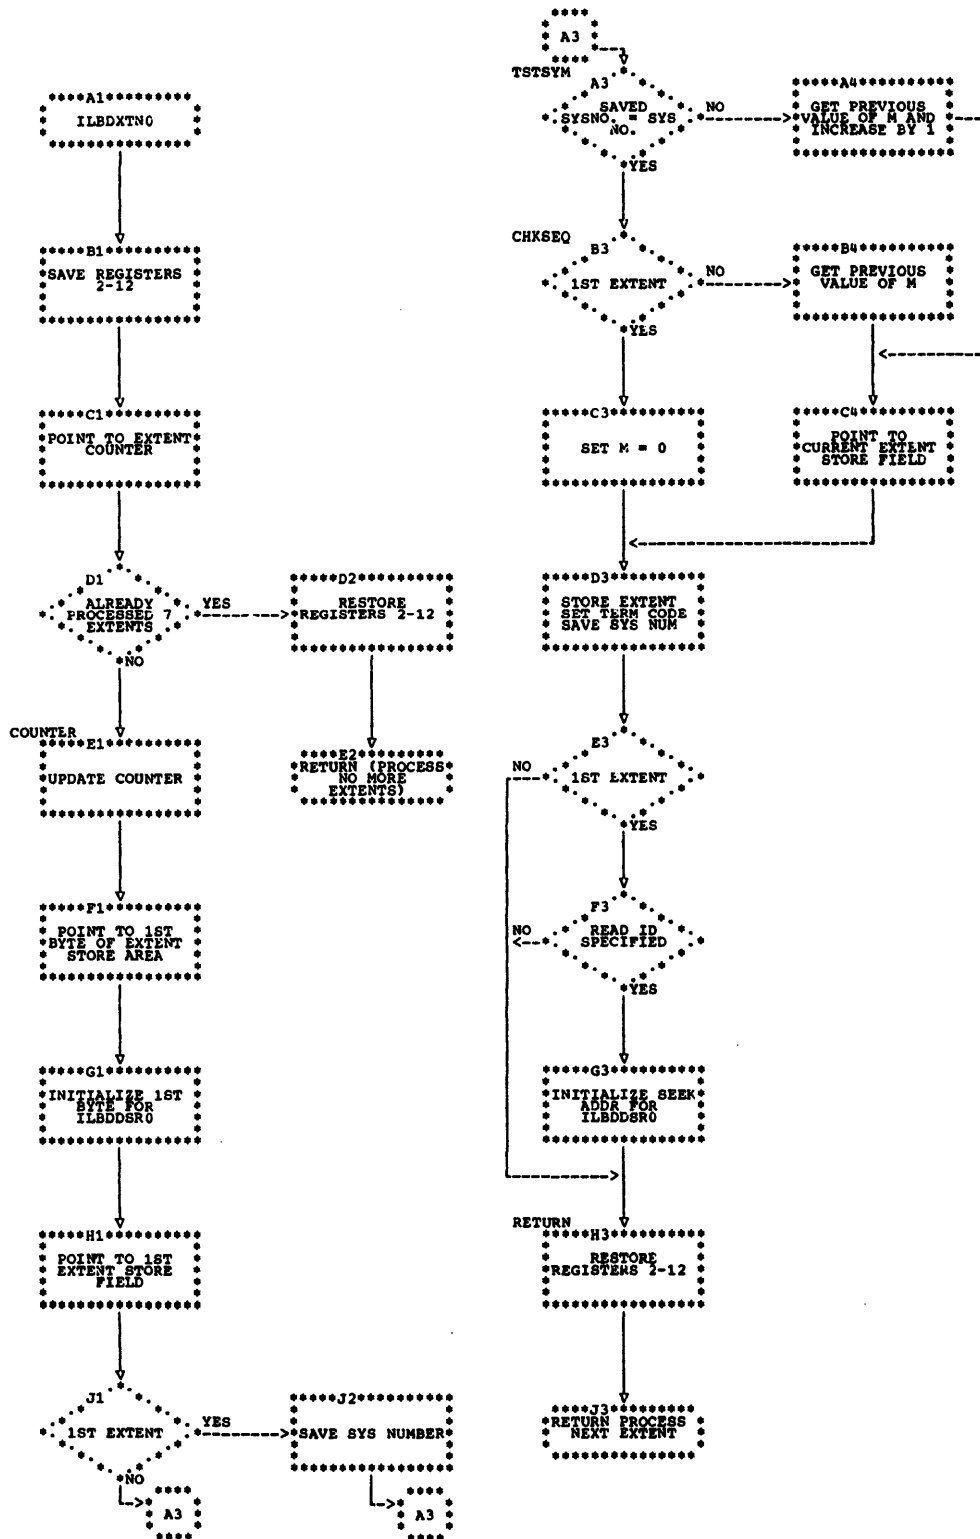 A1
ILBDXTN0
B1
SAVE REGISTERS
2-12
C1
POINT TO EXTENT
COUNTER
D1
ALREADY
PROCESSED 7
EXTENTS
YES
NO
D2
RESTORE
REGISTERS 2-12
E2
RETURN (PROCESS
NO MORE
EXTENTS)
COUNTER
E1
UPDATE COUNTER
F1
POINT TO 1ST
BYTE OF EXTENT
STORE AREA
G1
INITIALIZE 1ST
BYTE FOR
ILBDDSR0
H1
POINT TO 1ST
EXTENT STORE
FIELD
J1
1ST EXTENT
YES
NO
J2
SAVE SYS NUMBER
A3
A3
A3
TSTSYM
A3
SAVED
SYSNO. = SYS
NO.
NO
YES
A4
GET PREVIOUS
VALUE OF M AND
INCREASE BY 1
CHKSEQ
B3
1ST EXTENT
NO
YES
B4
GET PREVIOUS
VALUE OF M
C3
SET M = 0
C4
POINT TO
CURRENT EXTENT
STORE FIELD
D3
STORE EXTENT
SET TERM CODE
SAVE SYS NUM
E3
1ST EXTENT
NO
YES
F3
READ ID
SPECIFIED
NO
YES
G3
INITIALIZE SEEK
ADDR FOR
ILBDDSR0
RETURN
H3
RESTORE
REGISTERS 2-12
J3
RETURN PROCESS
NEXT EXTENT